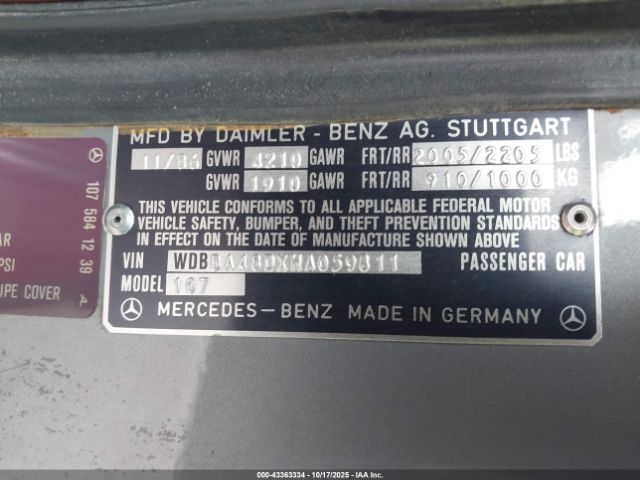 MFD BY DAIMLER - BENZ AG. STUTTGART
11/86 GVWR 4210 GAWR FRT/RR 2005/2205 LBS
GVWR 1910 GAWR FRT/RR 910/1000 KG
THIS VEHICLE CONFORMS TO ALL APPLICABLE FEDERAL MOTOR
VEHICLE SAFETY, BUMPER, AND THEFT PREVENTION STANDARDS
IN EFFECT ON THE DATE OF MANUFACTURE SHOWN ABOVE
VIN WDBBA48DXHA059811 PASSENGER CAR
MODEL 107
MERCEDES-BENZ MADE IN GERMANY
107 584 12 39
AR
PSI
IPE COVER
000-43363334 | 10/17/2025 | IAA Inc.